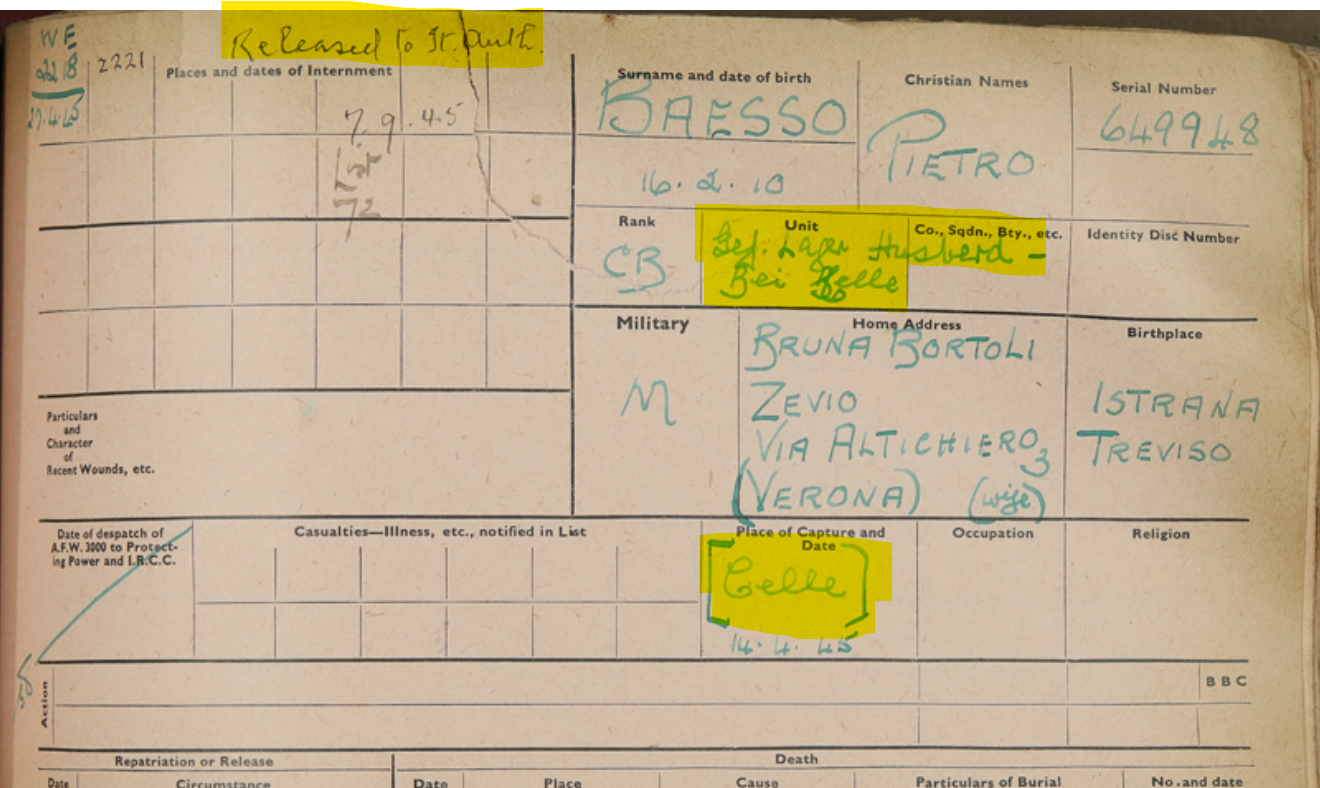 Released to It. Auth.
WE
2218
27.4.45
2221
Places and dates of Internment
7.9.45
List
72
Surname and date of birth
BAESSO
16.2.10
Christian Names
PIETRO
Serial Number
649948
Rank
CB
Unit
Co., Sqdn., Bty., etc.
Gef. Lager Husberd -
Bei Celle
Identity Disc Number
Military
M
Home Address
BRUNA BORTOLI
ZEVIO
VIA ALTICHIERO 3
(VERONA) (wife)
Birthplace
ISTRANA
TREVISO
Particulars
and
Character
of
Recent Wounds, etc.
Date of despatch of
A.F.W. 3000 to Protect-
ing Power and I.R.C.C.
Casualties—Illness, etc., notified in List
Place of Capture and
Date
[Celle]
14.4.45
Occupation
Religion
Action
BBC
Repatriation or Release
Death
Date
Circumstance
Date
Place
Cause
Particulars of Burial
No. and date